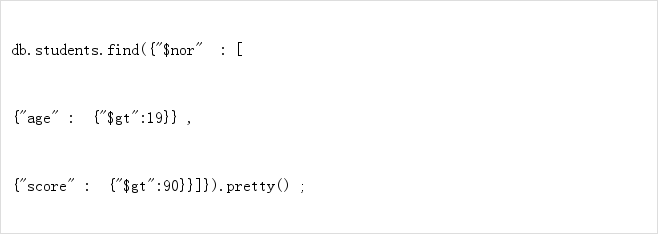 db.students.find({"$nor" : [
{"age" : {"$gt":19}} ,
{"score" : {"$gt":90}}]}).pretty() ;